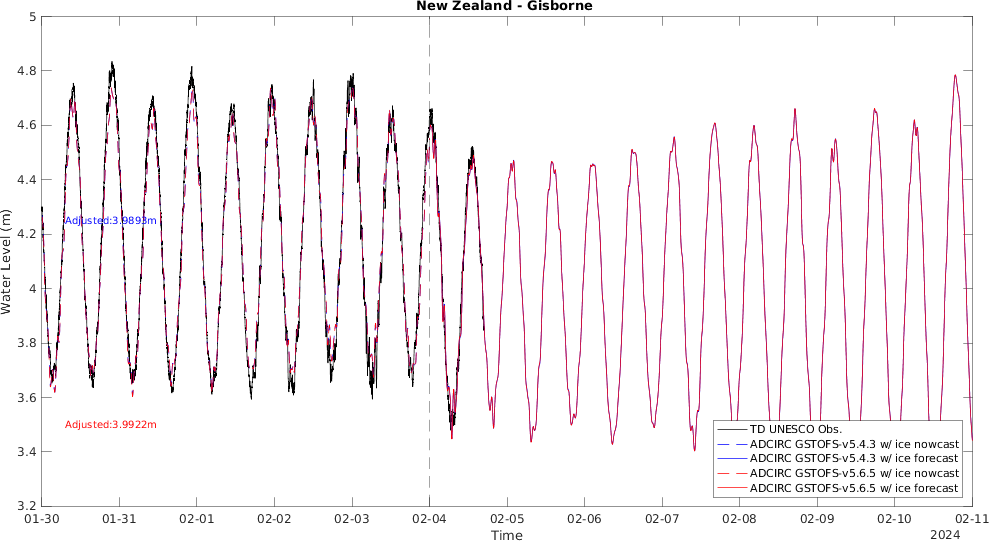 New Zealand - Gisborne
5
4.8
4.6
4.4
4.2
4
3.8
3.6
3.4
3.2
Water Level (m)
Adjusted:3.9893m
Adjusted:3.9922m
TD UNESCO Obs.
ADCIRC GSTOFS-v5.4.3 w/ ice nowcast
ADCIRC GSTOFS-v5.4.3 w/ ice forecast
ADCIRC GSTOFS-v5.6.5 w/ ice nowcast
ADCIRC GSTOFS-v5.6.5 w/ ice forecast
01-30 01-31 02-01 02-02 02-03 02-04 02-05 02-06 02-07 02-08 02-09 02-10 02-11
Time
2024